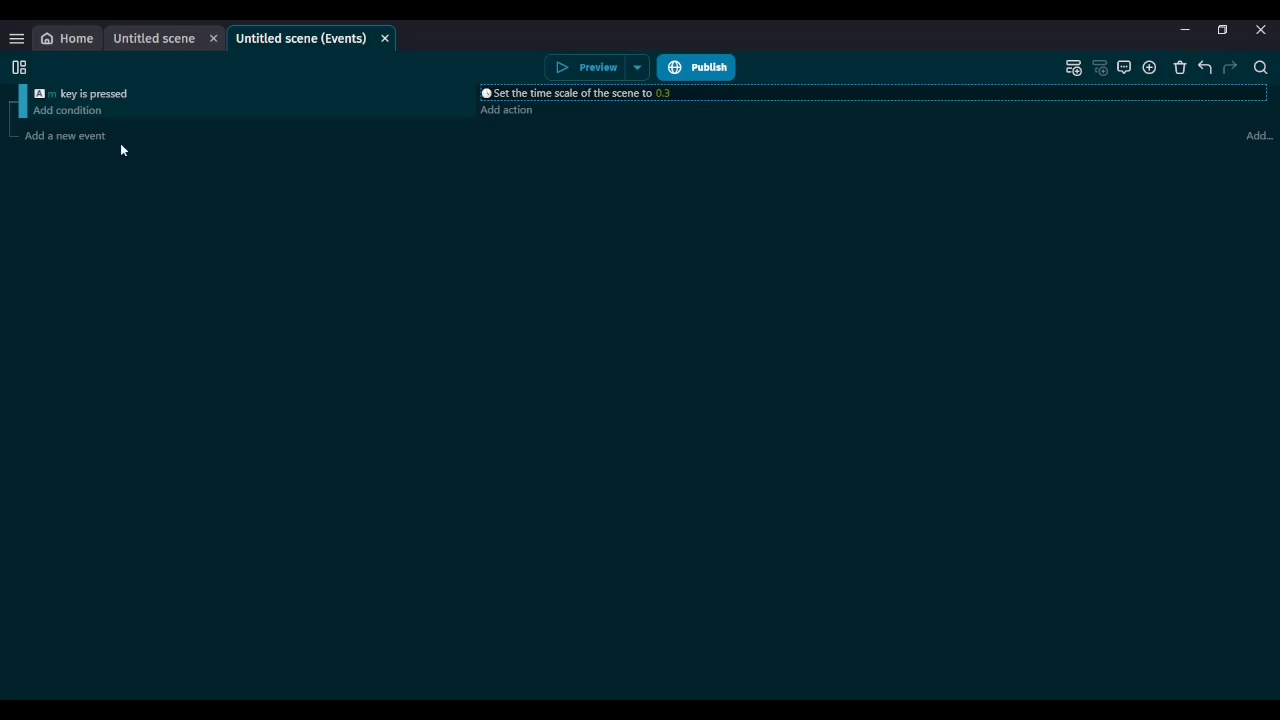 Home
Untitled scene
Untitled scene (Events)
Preview
Publish
A m key is pressed
Set the time scale of the scene to 0.3
Add condition
Add action
Add a new event
Add...